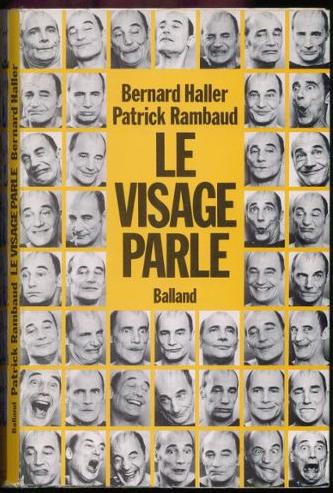 Bernard Haller
Patrick Rambaud
LE
VISAGE
PARLE
Balland
Balland Patrick Rambaud LE VISAGE PARLE Bernard Haller